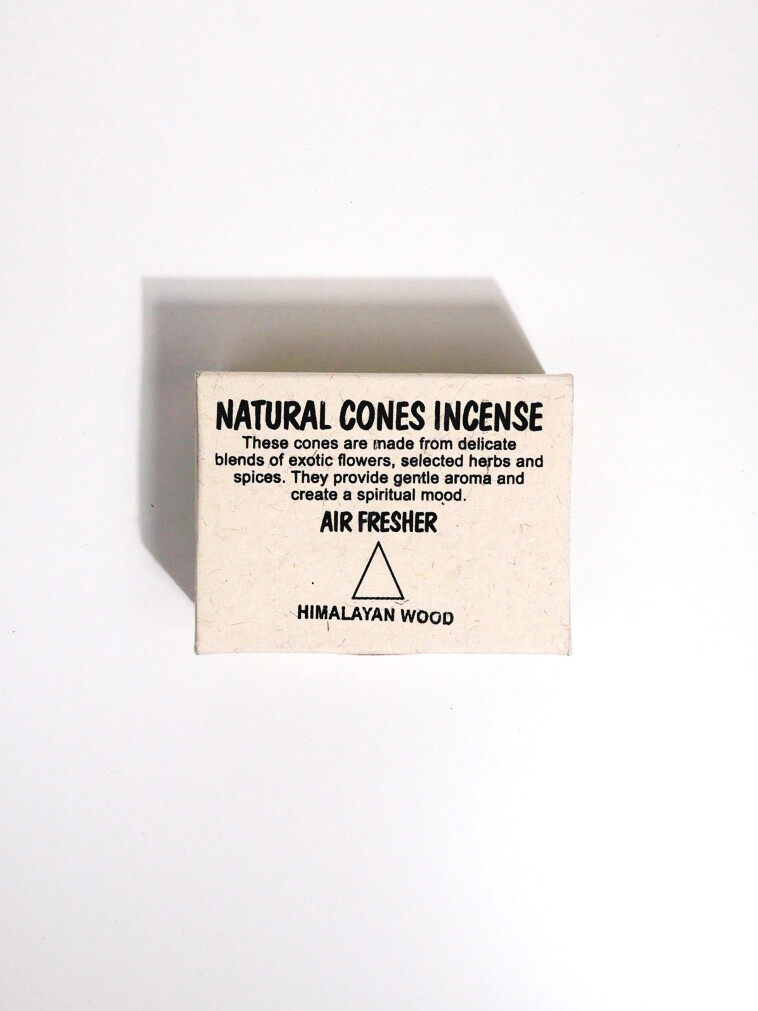 NATURAL CONES INCENSE
These cones are made from delicate
blends of exotic flowers, selected herbs and
spices. They provide gentle aroma and
create a spiritual mood.
AIR FRESHER
HIMALAYAN WOOD